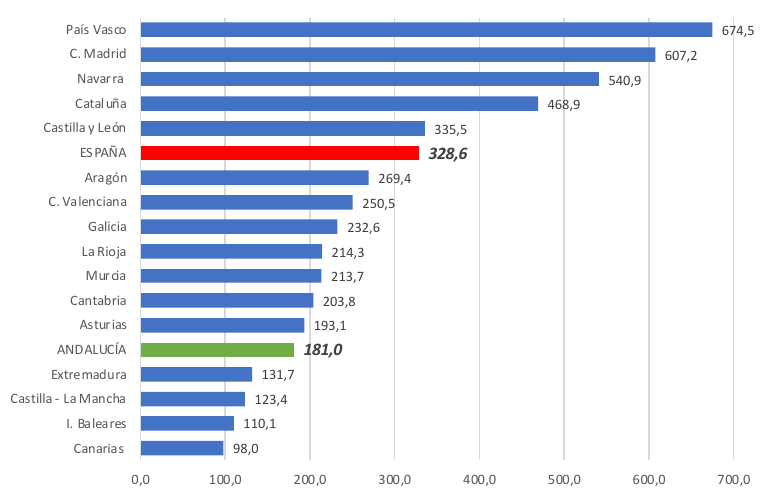 País Vasco 674,5
C. Madrid 607,2
Navarra 540,9
Cataluña 468,9
Castilla y León 335,5
ESPAÑA 328,6
Aragón 269,4
C. Valenciana 250,5
Galicia 232,6
La Rioja 214,3
Murcia 213,7
Cantabria 203,8
Asturias 193,1
ANDALUCÍA 181,0
Extremadura 131,7
Castilla - La Mancha 123,4
I. Baleares 110,1
Canarias 98,0
0,0 100,0 200,0 300,0 400,0 500,0 600,0 700,0